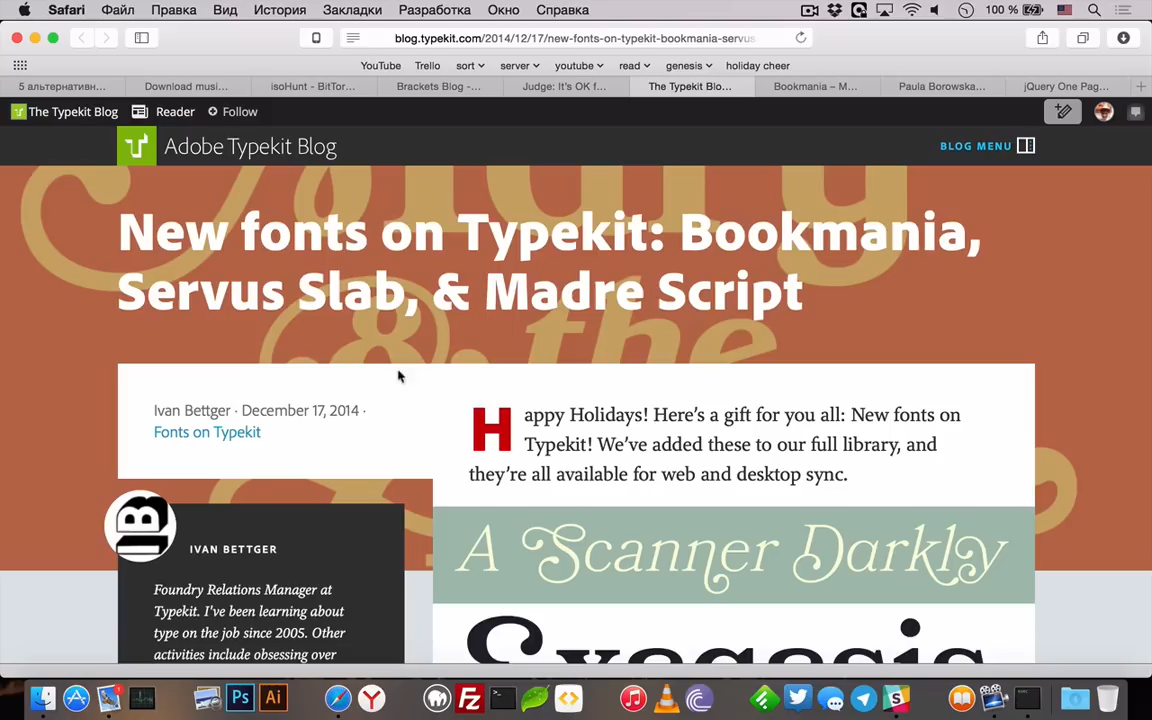 Safari Файл Правка Вид История Закладки Разработка Окно Справка 100 %
blog.typekit.com/2014/12/17/new-fonts-on-typekit-bookmania-servus
YouTube Trello sort server youtube read genesis holiday cheer
5 альтернативн... Download musi... isoHunt - BitTor... Brackets Blog -... Judge: It's OK f... The Typekit Blo... Bookmania – M... Paula Borowska... jQuery One Pag...
The Typekit Blog Reader Follow
Adobe Typekit Blog BLOG MENU
New fonts on Typekit: Bookmania,
Servus Slab, & Madre Script
Ivan Bettger · December 17, 2014 ·
Fonts on Typekit
Happy Holidays! Here's a gift for you all: New fonts on
Typekit! We've added these to our full library, and
they're all available for web and desktop sync.
A Scanner Darkly
IVAN BETTGER
Foundry Relations Manager at
Typekit. I've been learning about
type on the job since 2005. Other
activities include obsessing over
Ps Ai